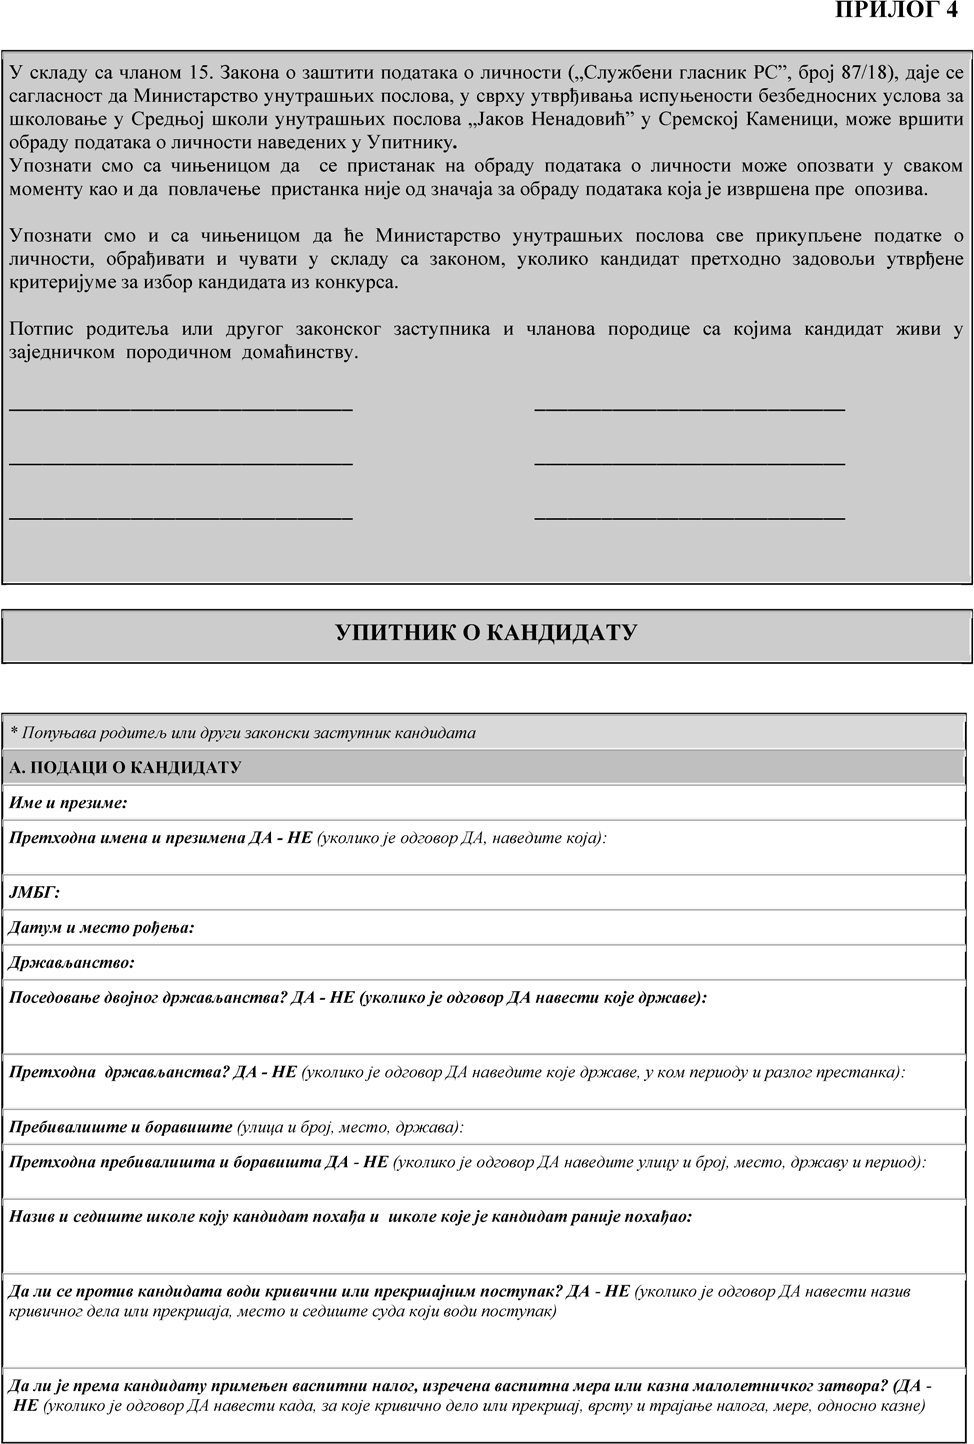 ПРИЛОГ 4
У складу са чланом 15. Закона о заштити података о личности („Службени гласник РС”, број 87/18), даје се
сагласност да Министарство унутрашњих послова, у сврху утврђивања испуњености безбедносних услова за
школовање у Средњој школи унутрашњих послова „Јаков Ненадовић” у Сремској Каменици, може вршити
обраду података о личности наведених у Упитнику.
Упознати смо са чињеницом да се пристанак на обраду података о личности може опозвати у сваком
моменту као и да повлачење пристанка није од значаја за обраду података која је извршена пре опозива.
Упознати смо и са чињеницом да ће Министарство унутрашњих послова све прикупљене податке о
личности, обрађивати и чувати у складу са законом, уколико кандидат претходно задовољи утврђене
критеријуме за избор кандидата из конкурса.
Потпис родитеља или другог законског заступника и чланова породице са којима кандидат живи у
заједничком породичном домаћинству.
УПИТНИК О КАНДИДАТУ
* Попуњава родитељ или други законски заступник кандидата
А. ПОДАЦИ О КАНДИДАТУ
Име и презиме:
Претходна имена и презимена ДА - НЕ (уколико је одговор ДА, наведите која):
ЈМБГ:
Датум и место рођења:
Држављанство:
Поседовање двојног држављанства? ДА - НЕ (уколико је одговор ДА навести које државе):
Претходна држављанства? ДА - НЕ (уколико је одговор ДА наведите које државе, у ком периоду и разлог престанка):
Пребивалиште и боравиште (улица и број, место, држава):
Претходна пребивалишта и боравишта ДА - НЕ (уколико је одговор ДА наведите улицу и број, место, државу и период):
Назив и седиште школе коју кандидат похађа и школе које је кандидат раније похађао:
Да ли се против кандидата води кривични или прекршајним поступак? ДА - НЕ (уколико је одговор ДА навести назив
кривичног дела или прекршаја, место и седиште суда који води поступак)
Да ли је према кандидату примењен васпитни налог, изречена васпитна мера или казна малолетничког затвора? (ДА -
НЕ (уколико је одговор ДА навести када, за које кривично дело или прекршај, врсту и трајање налога, мере, односно казне)